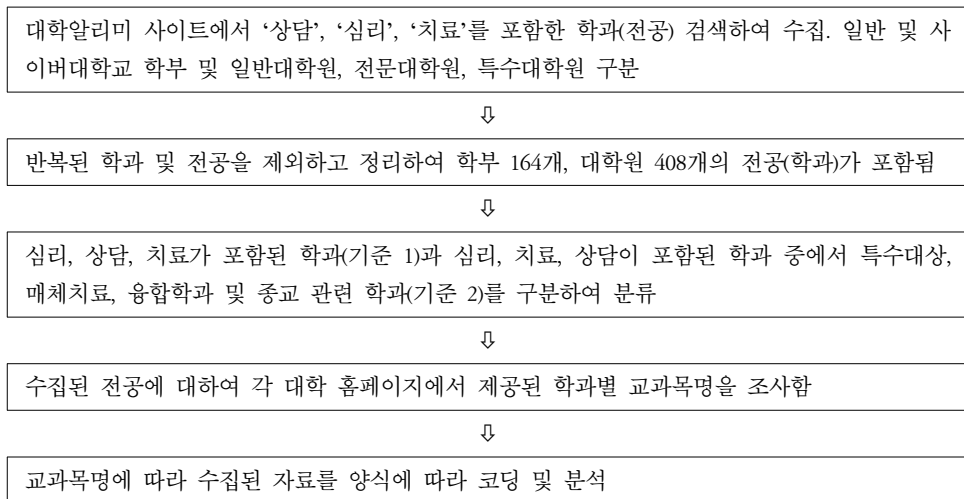 대학알리미 사이트에서 ‘상담’, ‘심리’, ‘치료’를 포함한 학과(전공) 검색하여 수집. 일반 및 사
이버대학교 학부 및 일반대학원, 전문대학원, 특수대학원 구분
⇩
반복된 학과 및 전공을 제외하고 정리하여 학부 164개, 대학원 408개의 전공(학과)가 포함됨
⇩
심리, 상담, 치료가 포함된 학과(기준 1)과 심리, 치료, 상담이 포함된 학과 중에서 특수대상,
매체치료, 융합학과 및 종교 관련 학과(기준 2)를 구분하여 분류
⇩
수집된 전공에 대하여 각 대학 홈페이지에서 제공된 학과별 교과목명을 조사함
⇩
교과목명에 따라 수집된 자료를 양식에 따라 코딩 및 분석